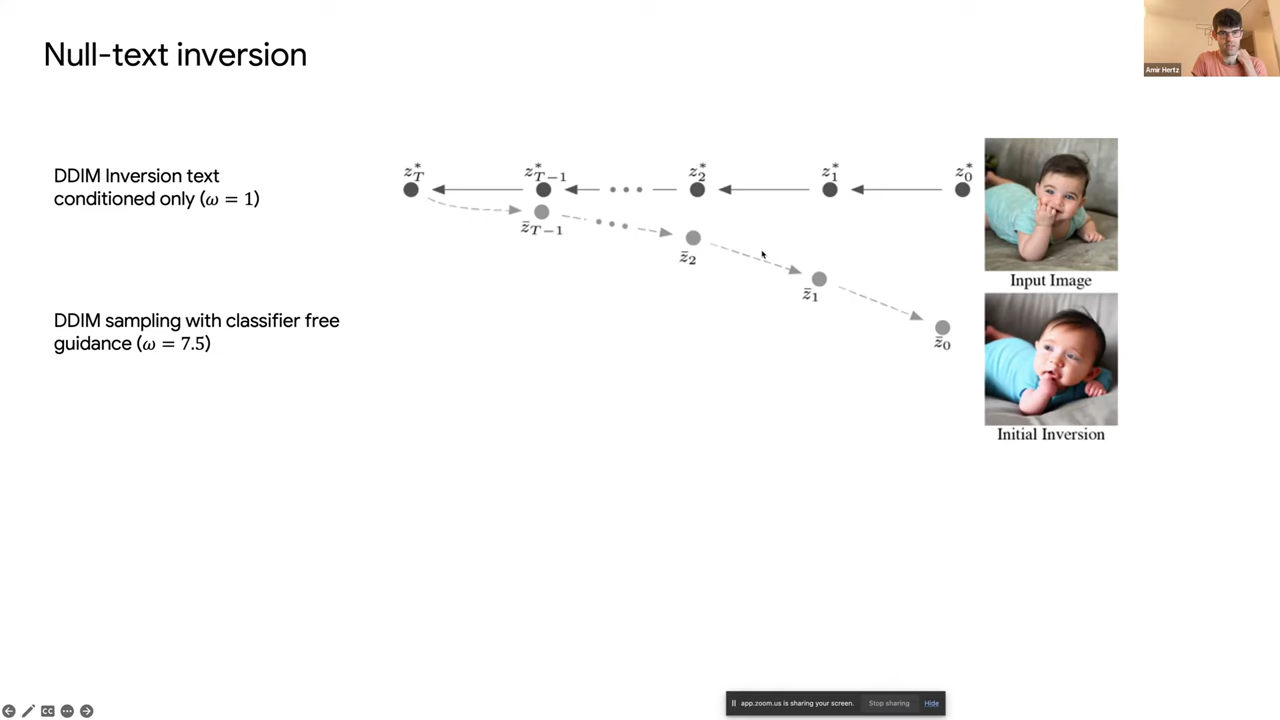 Null-text inversion
Amir Hertz
DDIM Inversion text
conditioned only (ω = 1)
z*_T
z*_{T−1}
z*_2
z*_1
z*_0
z̄_{T−1}
z̄_2
z̄_1
z̄_0
Input Image
DDIM sampling with classifier free
guidance (ω = 7.5)
Initial Inversion
CC
app.zoom.us is sharing your screen.
Stop sharing
Hide